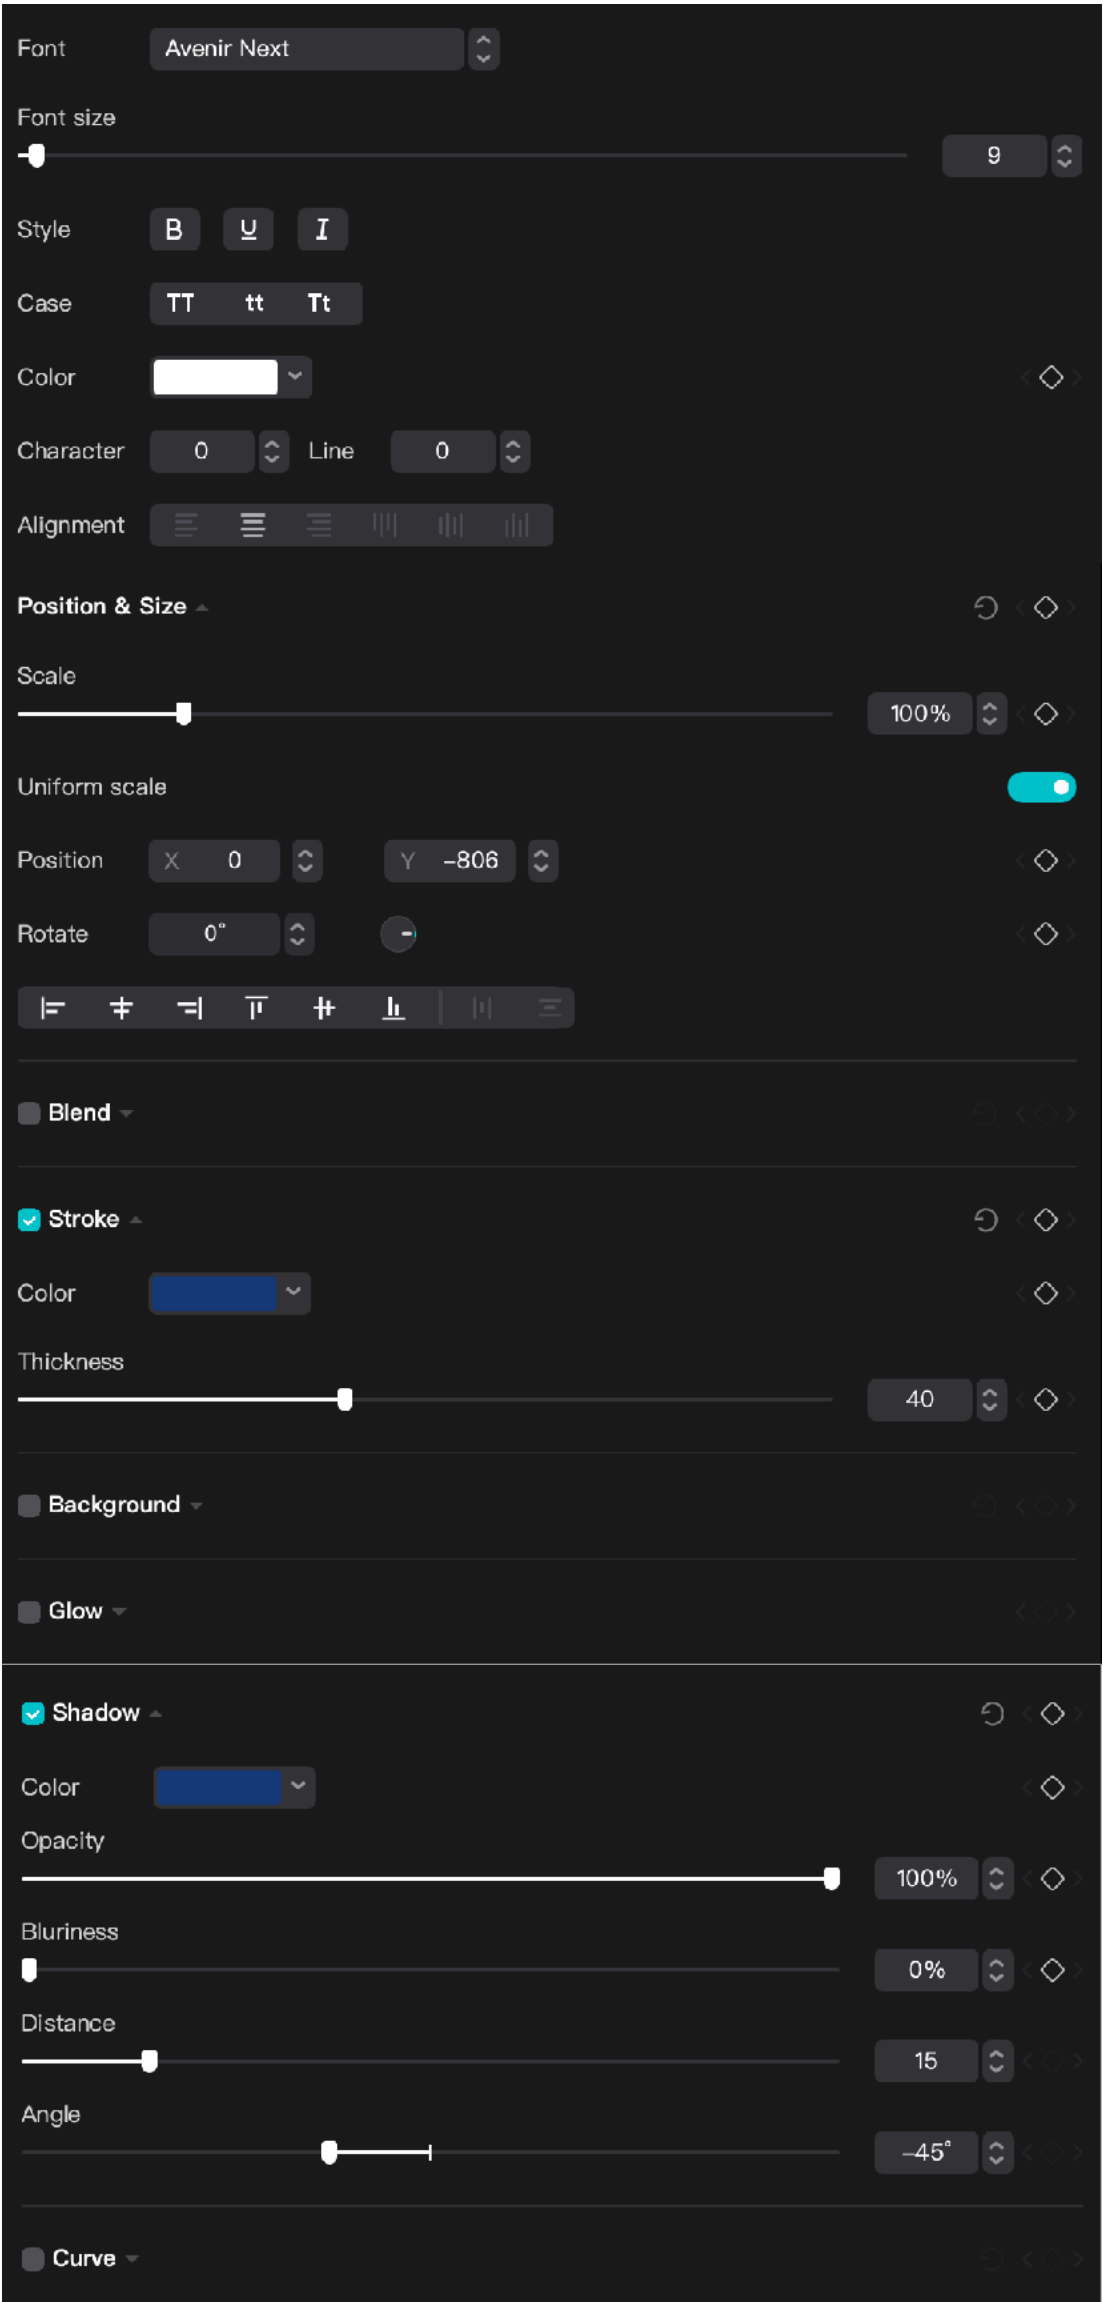 Font Avenir Next
Font size
9
Style B U I
Case TT tt Tt
Color
Character 0 Line 0
Alignment
Position & Size
Scale
100%
Uniform scale
Position X 0 Y -806
Rotate 0°
Blend
Stroke
Color
Thickness
40
Background
Glow
Shadow
Color
Opacity
100%
Bluriness
0%
Distance
15
Angle
-45°
Curve